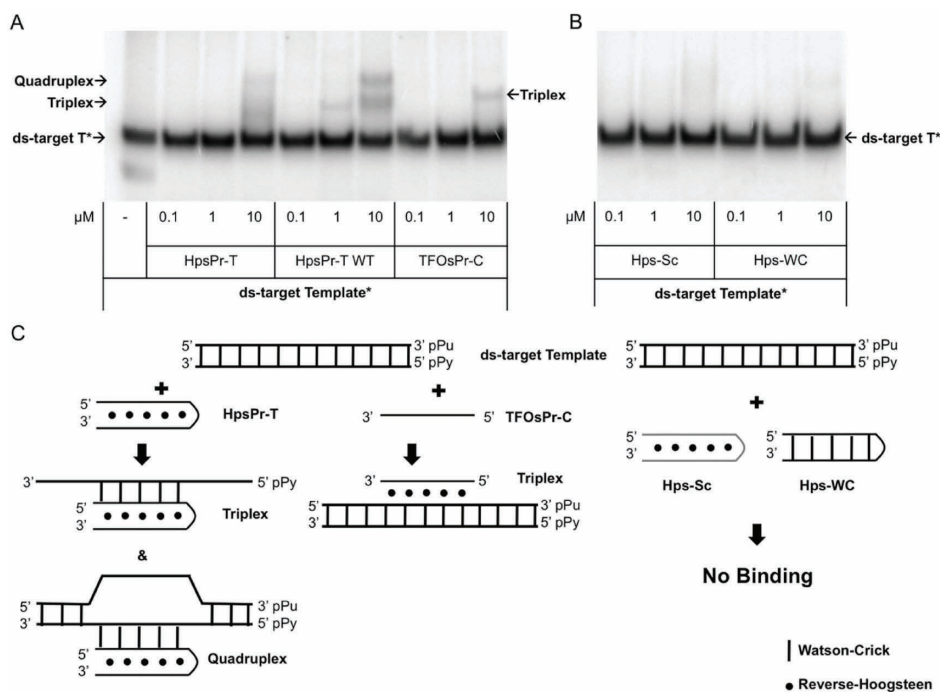 A
B
Quadruplex→
Triplex→
←Triplex
ds-target T*→
←ds-target T*
μM - 0.1 1 10 0.1 1 10 0.1 1 10
HpsPr-T HpsPr-T WT TFOsPr-C
ds-target Template*
μM 0.1 1 10 0.1 1 10
Hps-Sc Hps-WC
ds-target Template*
C
5' 3' pPu
3' 5' pPy
ds-target Template
5' 3' pPu
3' 5' pPy
+ + +
5'
3'
HpsPr-T
3' 5' TFOsPr-C
5'
3'
Hps-Sc
5'
3'
Hps-WC
3' 5' pPy
5'
3'
Triplex
3' 5' Triplex
5' 3' pPu
3' 5' pPy
&
No Binding
5' 3' pPu
3' 5' pPy
5'
3'
Quadruplex
Watson-Crick
Reverse-Hoogsteen